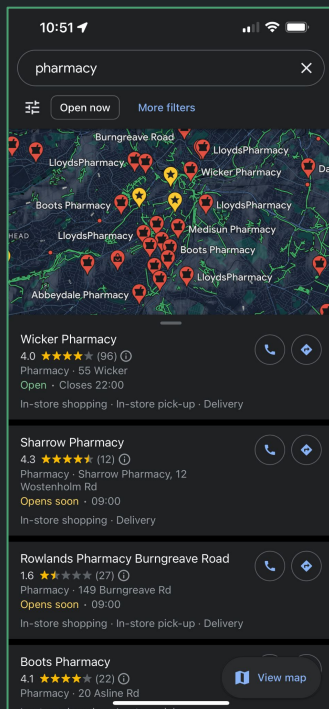 10:51
pharmacy
Open now
More filters
Burngreave Road
LloydsPharmacy
LloydsPharmacy
Wicker Pharmacy
Da
Boots Pharmacy
LloydsPharmacy
HEAD
LloydsPharmacy
Medisun Pharmacy
Boots Pharmacy
LloydsPharmacy
Abbeydale Pharmacy
Wicker Pharmacy
4.0 (96)
Pharmacy · 55 Wicker
Open · Closes 22:00
In-store shopping · In-store pick-up · Delivery
Sharrow Pharmacy
4.3 (12)
Pharmacy · Sharrow Pharmacy, 12
Wostenholm Rd
Opens soon · 09:00
In-store shopping · Delivery
Rowlands Pharmacy Burngreave Road
1.6 (27)
Pharmacy · 149 Burngreave Rd
Opens soon · 09:00
In-store shopping · In-store pick-up · Delivery
Boots Pharmacy
4.1 (22)
Pharmacy · 20 Asline Rd
View map